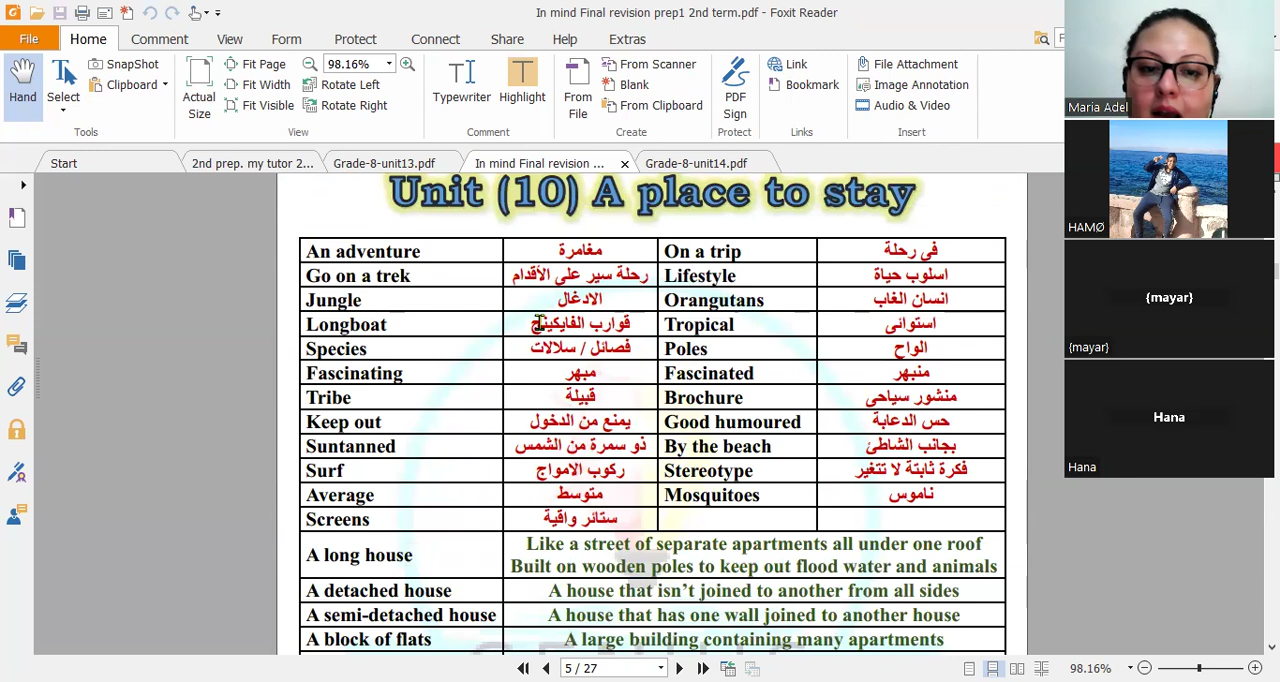 In mind Final revision prep1 2nd term.pdf - Foxit Reader
File Home Comment View Form Protect Connect Share Help Extras
Hand
Select
SnapShot
Clipboard
Actual Size
Fit Page
Fit Width
Fit Visible
98.16%
Rotate Left
Rotate Right
Typewriter
Highlight
From File
From Scanner
Blank
From Clipboard
PDF Sign
Link
Bookmark
File Attachment
Image Annotation
Audio & Video
Tools View Comment Create Protect Links Insert
Start 2nd prep. my tutor 2... Grade-8-unit13.pdf In mind Final revision ... Grade-8-unit14.pdf
Unit (10) A place to stay
An adventure مغامرة On a trip في رحلة
Go on a trek رحلة سير على الأقدام Lifestyle اسلوب حياة
Jungle الادغال Orangutans انسان الغاب
Longboat قوارب الفايكينج Tropical استوائى
Species فصائل / سلالات Poles الواح
Fascinating مبهر Fascinated منبهر
Tribe قبيلة Brochure منشور سياحى
Keep out يمنع من الدخول Good humoured حس الدعابة
Suntanned ذو سمرة من الشمس By the beach بجانب الشاطئ
Surf ركوب الامواج Stereotype فكرة ثابتة لا تتغير
Average متوسط Mosquitoes ناموس
Screens ستائر واقية
A long house Like a street of separate apartments all under one roof
Built on wooden poles to keep out flood water and animals
A detached house A house that isn't joined to another from all sides
A semi-detached house A house that has one wall joined to another house
A block of flats A large building containing many apartments
5 / 27
98.16%
Maria Adel
HAMØ
{mayar}
{mayar}
Hana
Hana